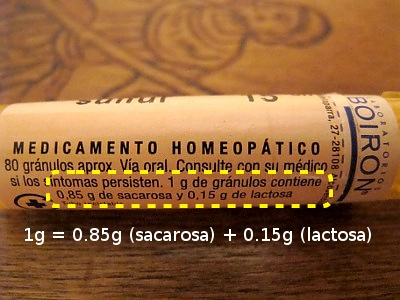 MEDICAMENTO HOMEOPÁTICO
80 gránulos aprox. Vía oral. Consulte con su médico
si los síntomas persisten. 1 g de gránulos contiene
0,85 g de sacarosa y 0,15 g de lactosa
LABORATORIOS
BOIRON
1g = 0.85g (sacarosa) + 0.15g (lactosa)